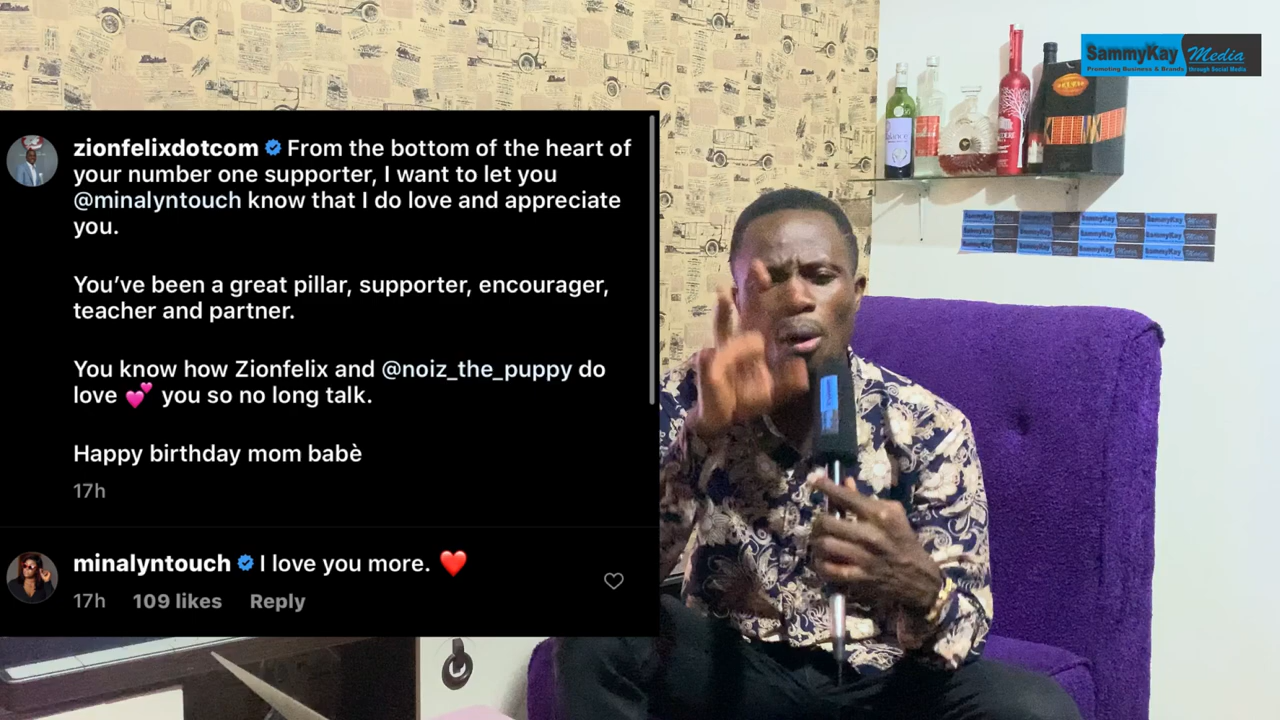 SammyKay Media
Promoting Business & Brands through Social Media
zionfelixdotcom From the bottom of the heart of
your number one supporter, I want to let you
@minalyntouch know that I do love and appreciate
you.
You’ve been a great pillar, supporter, encourager,
teacher and partner.
You know how Zionfelix and @noiz_the_puppy do
love 💕 you so no long talk.
Happy birthday mom babè
17h
minalyntouch I love you more. ❤️
17h 109 likes Reply